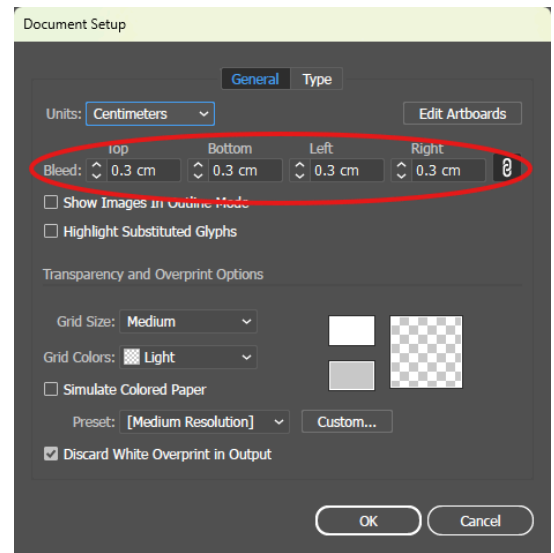 Document Setup
General Type
Units: Centimeters Edit Artboards
Top Bottom Left Right
Bleed: 0.3 cm 0.3 cm 0.3 cm 0.3 cm
Show Images In Outline Mode
Highlight Substituted Glyphs
Transparency and Overprint Options
Grid Size: Medium
Grid Colors: Light
Simulate Colored Paper
Preset: [Medium Resolution] Custom...
Discard White Overprint in Output
OK Cancel